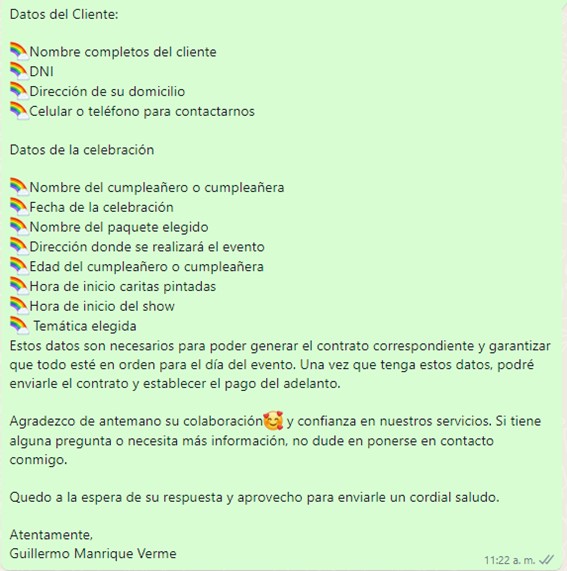 Datos del Cliente:
🌈Nombre completos del cliente
🌈DNI
🌈Dirección de su domicilio
🌈Celular o teléfono para contactarnos
Datos de la celebración
🌈Nombre del cumpleañero o cumpleañera
🌈Fecha de la celebración
🌈Nombre del paquete elegido
🌈Dirección donde se realizará el evento
🌈Edad del cumpleañero o cumpleañera
🌈Hora de inicio caritas pintadas
🌈Hora de inicio del show
🌈 Temática elegida
Estos datos son necesarios para poder generar el contrato correspondiente y garantizar
que todo esté en orden para el día del evento. Una vez que tenga estos datos, podré
enviarle el contrato y establecer el pago del adelanto.
Agradezco de antemano su colaboración🥰 y confianza en nuestros servicios. Si tiene
alguna pregunta o necesita más información, no dude en ponerse en contacto
conmigo.
Quedo a la espera de su respuesta y aprovecho para enviarle un cordial saludo.
Atentamente,
Guillermo Manrique Verme
11:22 a. m.